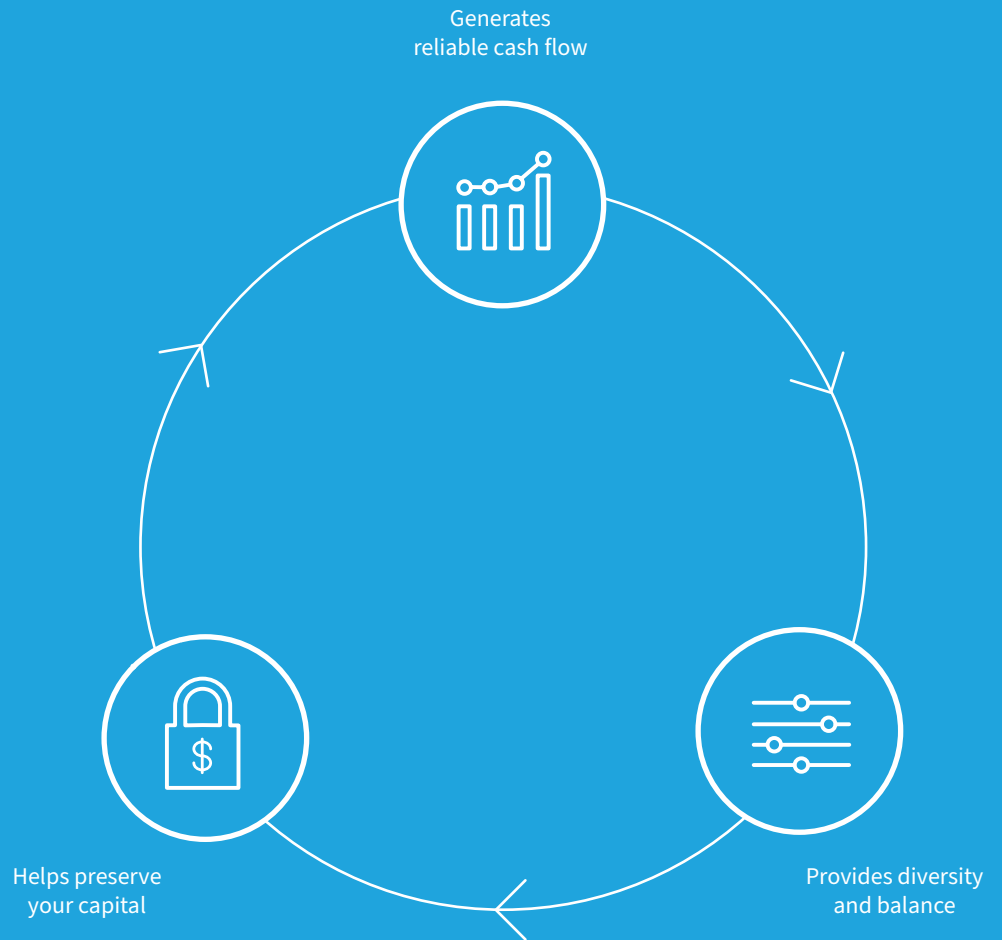 Generates
reliable cash flow
$
Helps preserve
your capital
Provides diversity
and balance